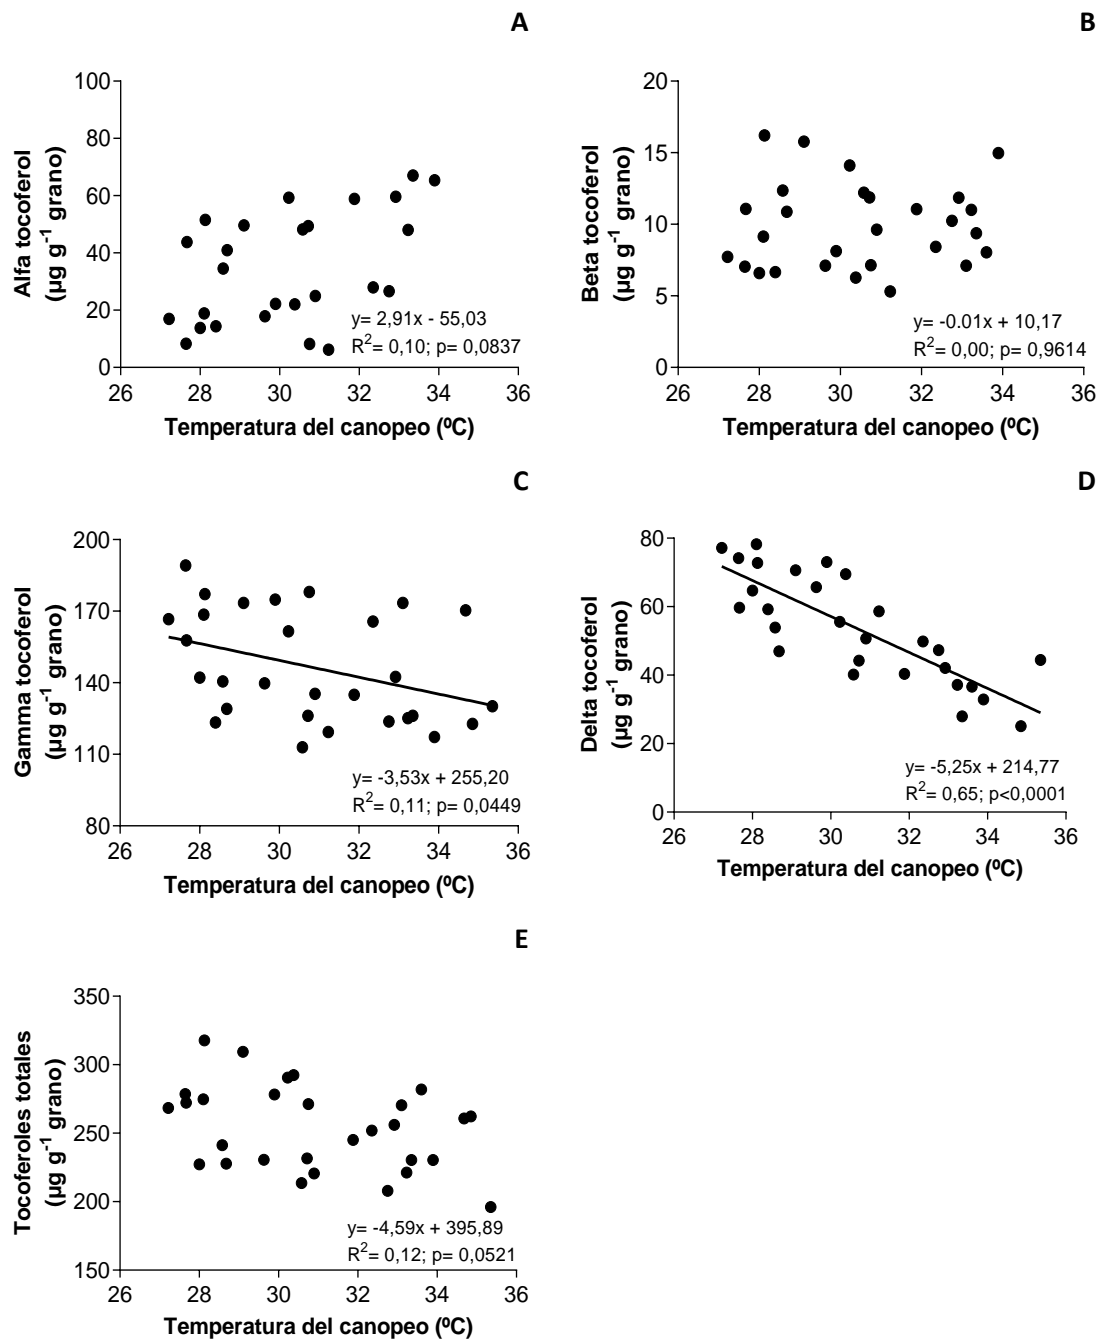 A
Alfa tocoferol
(µg g⁻¹ grano)
100
80
60
40
20
0
y= 2,91x - 55,03
R²= 0,10; p= 0,0837
26 28 30 32 34 36
Temperatura del canopeo (ºC)
B
Beta tocoferol
(µg g⁻¹ grano)
20
15
10
5
0
y= -0.01x + 10,17
R²= 0,00; p= 0,9614
26 28 30 32 34 36
Temperatura del canopeo (ºC)
C
Gamma tocoferol
(µg g⁻¹ grano)
200
170
140
110
80
y= -3,53x + 255,20
R²= 0,11; p= 0,0449
26 28 30 32 34 36
Temperatura del canopeo (ºC)
D
Delta tocoferol
(µg g⁻¹ grano)
80
60
40
20
0
y= -5,25x + 214,77
R²= 0,65; p<0,0001
26 28 30 32 34 36
Temperatura del canopeo (ºC)
E
Tocoferoles totales
(µg g⁻¹ grano)
350
300
250
200
150
y= -4,59x + 395,89
R²= 0,12; p= 0,0521
26 28 30 32 34 36
Temperatura del canopeo (ºC)